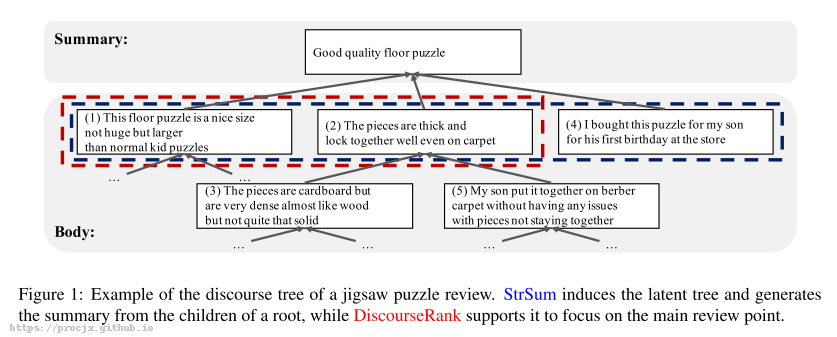 Summary:
Good quality floor puzzle
(1) This floor puzzle is a nice size
not huge but larger
than normal kid puzzles
(2) The pieces are thick and
lock together well even on carpet
(4) I bought this puzzle for my son
for his first birthday at the store
...
...
(3) The pieces are cardboard but
are very dense almost like wood
but not quite that solid
(5) My son put it together on berber
carpet without having any issues
with pieces not staying together
Body:
...
...
...
...
Figure 1: Example of the discourse tree of a jigsaw puzzle review. StrSum induces the latent tree and generates
the summary from the children of a root, while DiscourseRank supports it to focus on the main review point.
https://procjx.github.io